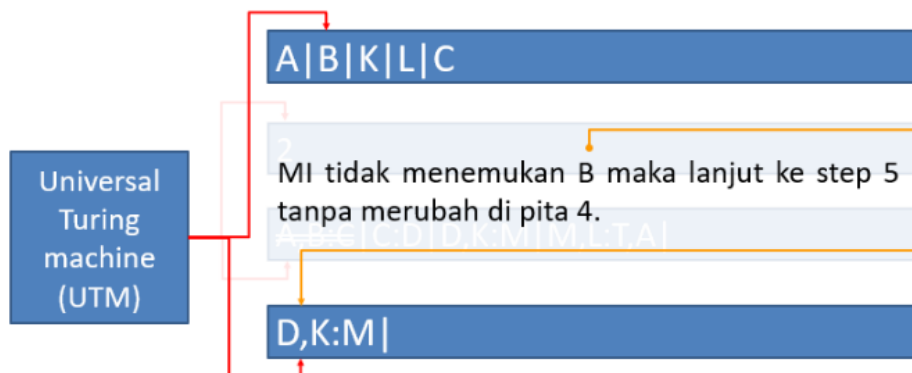 A|B|K|L|C
2
MI tidak menemukan B maka lanjut ke step 5
tanpa merubah di pita 4.
A,B:C|C:D|D,K:M|M,L:T,A|
Universal
Turing
machine
(UTM)
D,K:M|